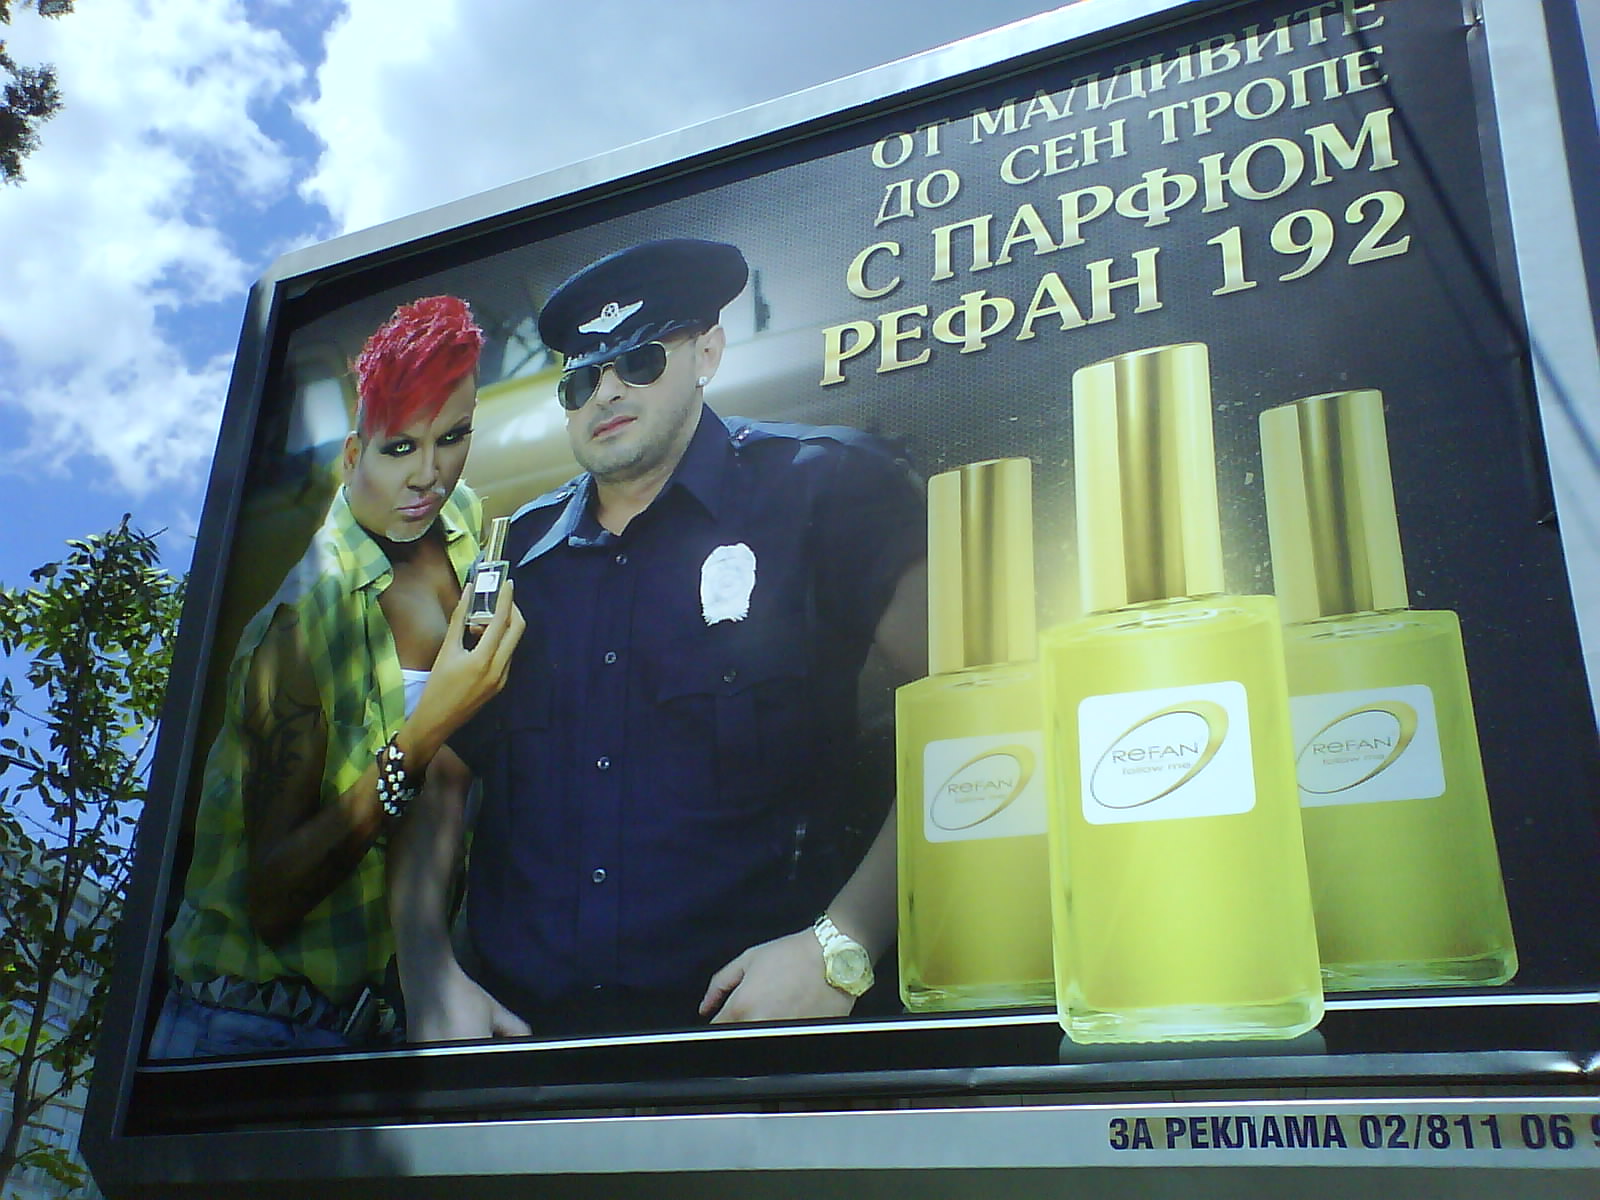 ОТ МАЛДИВИТЕ
ДО СЕН ТРОПЕ
С ПАРФЮМ
РЕФАН 192
REFAN
follow me
REFAN
follow me
REFAN
follow me
ЗА РЕКЛАМА 02/811 06 9